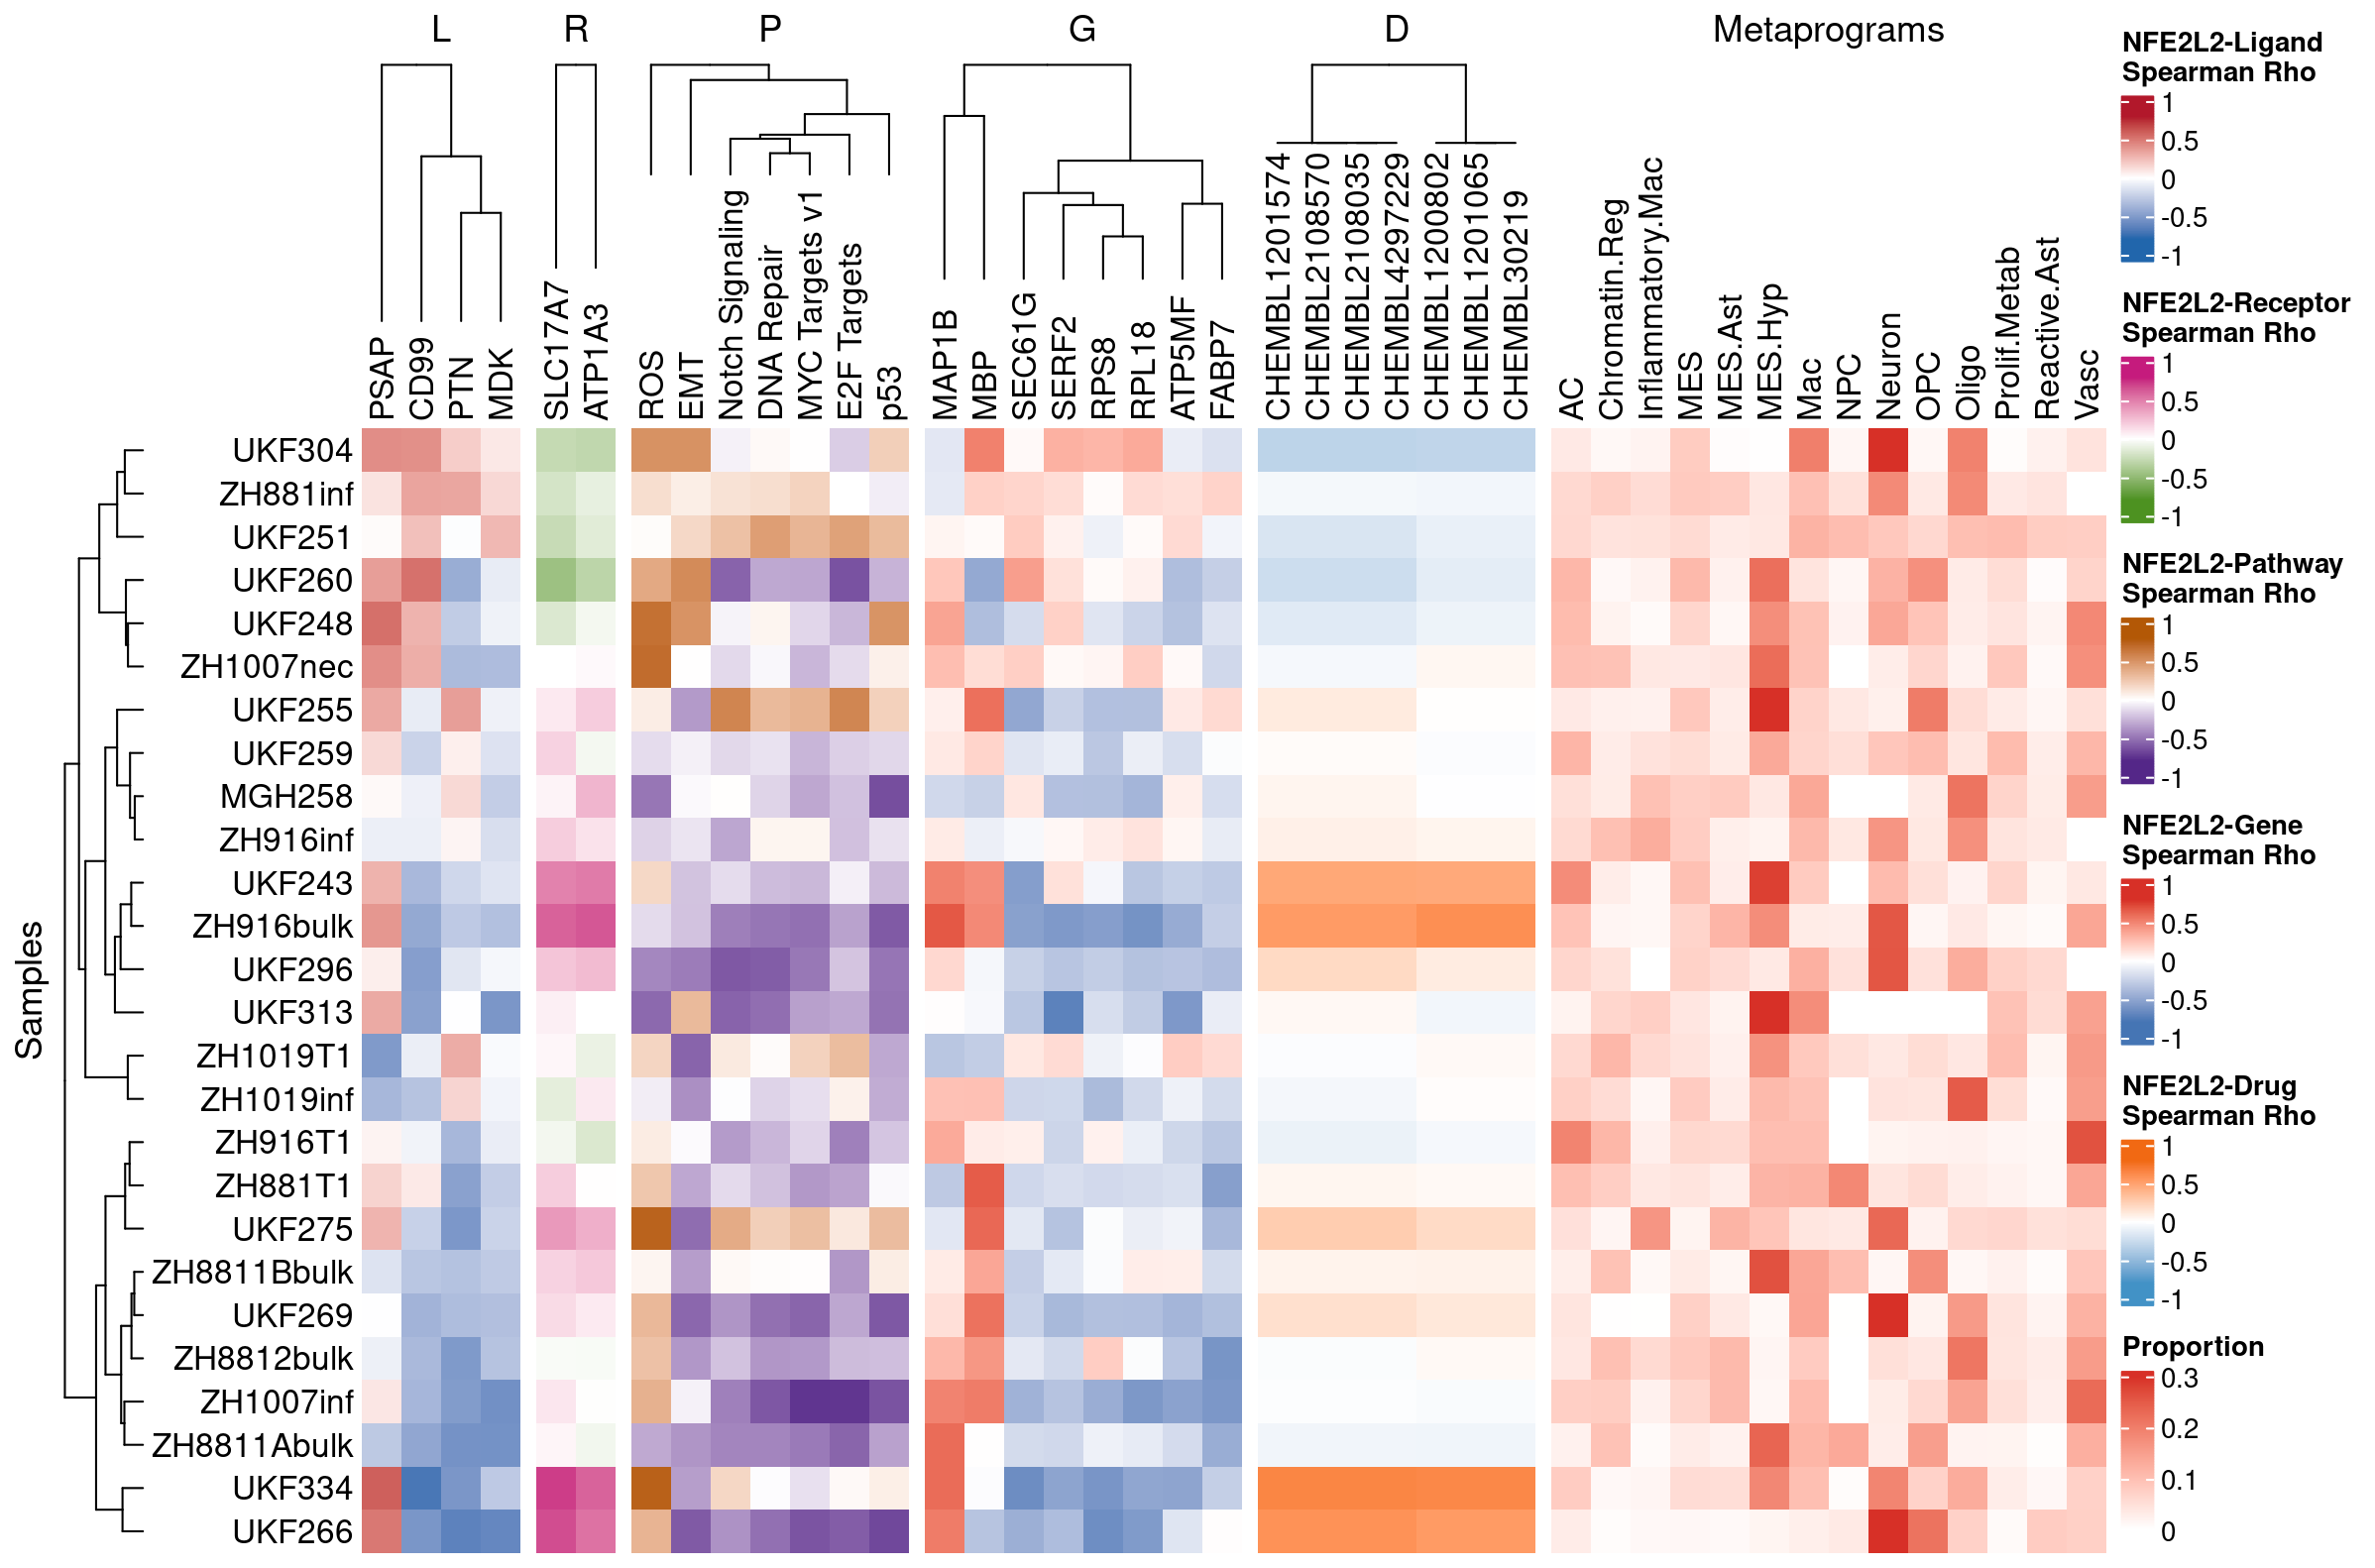 L R P G D Metaprograms
PSAP
CD99
PTN
MDK
SLC17A7
ATP1A3
ROS
EMT
Notch Signaling
DNA Repair
MYC Targets v1
E2F Targets
p53
MAP1B
MBP
SEC61G
SERF2
RPS8
RPL18
ATP5MF
FABP7
CHEMBL1201574
CHEMBL2108570
CHEMBL2108035
CHEMBL4297229
CHEMBL1200802
CHEMBL1201065
CHEMBL30219
AC
Chromatin.Reg
Inflammatory.Mac
MES
MES.Ast
MES.Hyp
Mac
NPC
Neuron
OPC
Oligo
Prolif.Metab
Reactive.Ast
Vasc
Samples
UKF304
ZH881inf
UKF251
UKF260
UKF248
ZH1007nec
UKF255
UKF259
MGH258
ZH916inf
UKF243
ZH916bulk
UKF296
UKF313
ZH1019T1
ZH1019inf
ZH916T1
ZH881T1
UKF275
ZH8811Bbulk
UKF269
ZH8812bulk
ZH1007inf
ZH8811Abulk
UKF334
UKF266
NFE2L2-Ligand
Spearman Rho
1
0.5
0
-0.5
-1
NFE2L2-Receptor
Spearman Rho
1
0.5
0
-0.5
-1
NFE2L2-Pathway
Spearman Rho
1
0.5
0
-0.5
-1
NFE2L2-Gene
Spearman Rho
1
0.5
0
-0.5
-1
NFE2L2-Drug
Spearman Rho
1
0.5
0
-0.5
-1
Proportion
0.3
0.2
0.1
0